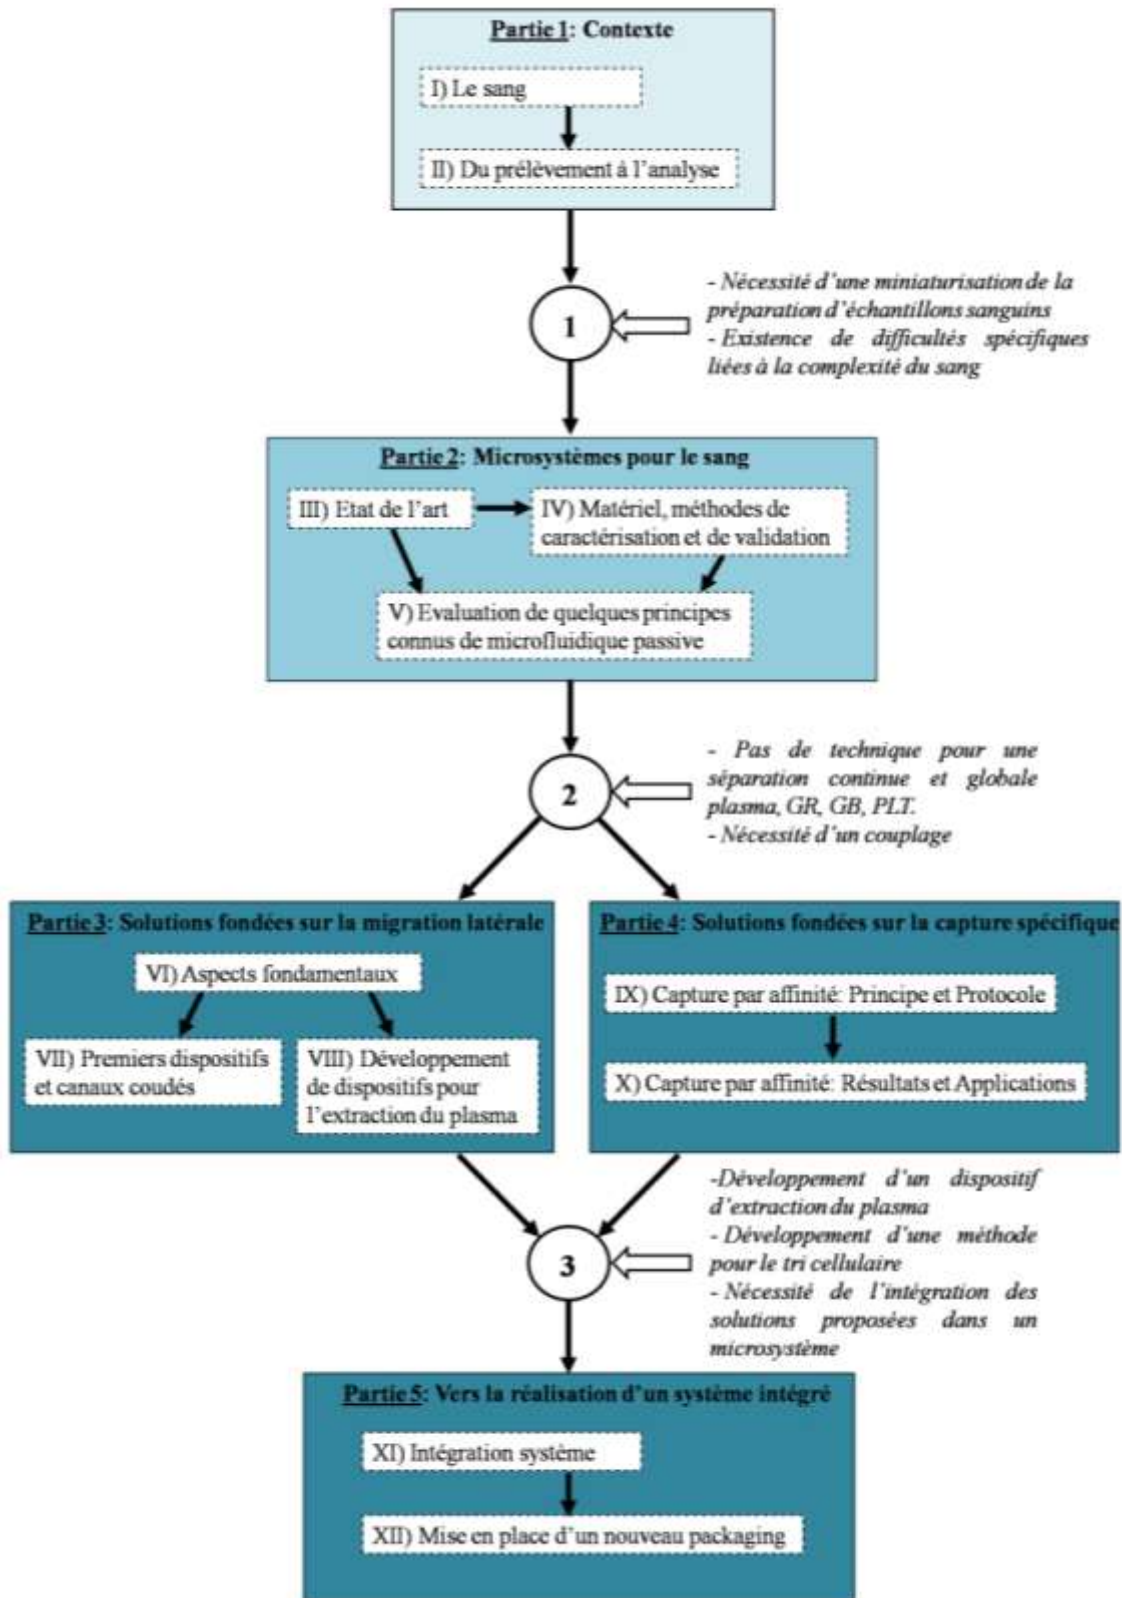 Partie 1: Contexte
I) Le sang
II) Du prélèvement à l'analyse
1
- Nécessité d'une miniaturisation de la
préparation d'échantillons sanguins
- Existence de difficultés spécifiques
liées à la complexité du sang
Partie 2: Microsystèmes pour le sang
III) Etat de l'art
IV) Matériel, méthodes de
caractérisation et de validation
V) Evaluation de quelques principes
connus de microfluidique passive
2
- Pas de technique pour une
séparation continue et globale
plasma, GR, GB, PLT.
- Nécessité d'un couplage
Partie 3: Solutions fondées sur la migration latérale
VI) Aspects fondamentaux
VII) Premiers dispositifs
et canaux coudés
VIII) Développement
de dispositifs pour
l'extraction du plasma
Partie 4: Solutions fondées sur la capture spécifique
IX) Capture par affinité: Principe et Protocole
X) Capture par affinité: Résultats et Applications
3
-Développement d'un dispositif
d'extraction du plasma
- Développement d'une méthode
pour le tri cellulaire
- Nécessité de l'intégration des
solutions proposées dans un
microsystème
Partie 5: Vers la réalisation d'un système intégré
XI) Intégration système
XII) Mise en place d'un nouveau packaging